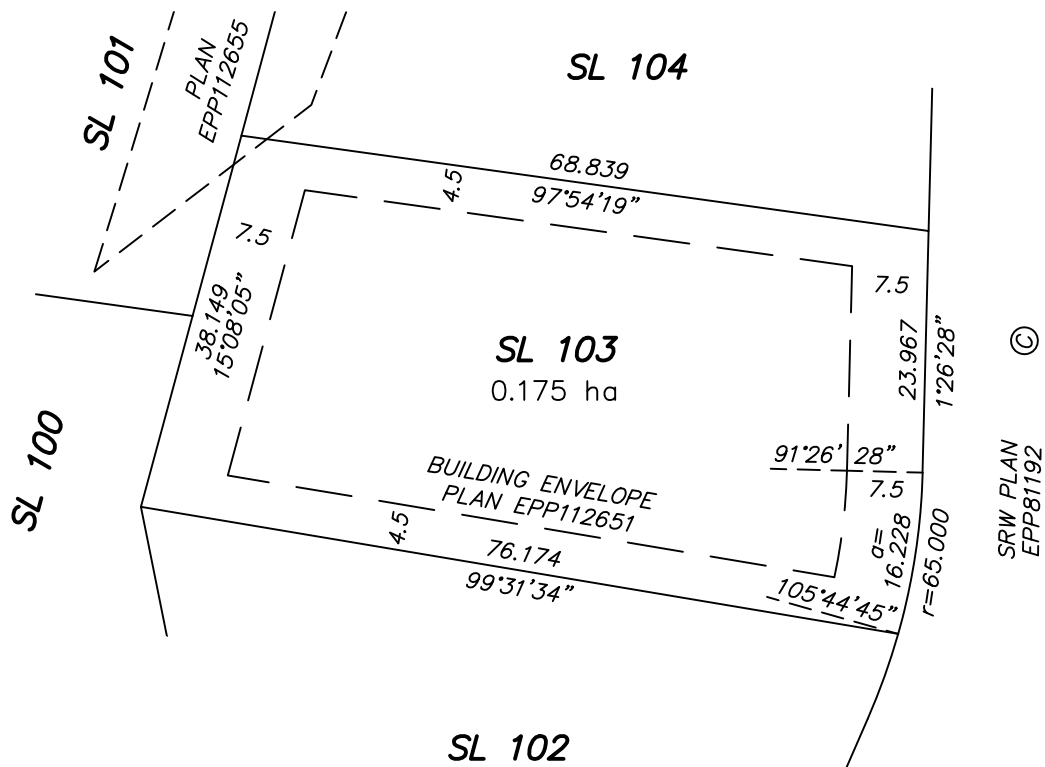 SL 101
PLAN
EPP112655
SL 104
68.839
97°54'19"
4.5
7.5
7.5
38.149
15°08'05"
SL 103
0.175 ha
23.967
1°26'28"
©
SL 100
BUILDING ENVELOPE
PLAN EPP112651
91°26'28"
7.5
4.5
76.174
99°31'34"
a=
16.228
r=65.000
105°44'45"
SRW PLAN
EPP81192
SL 102